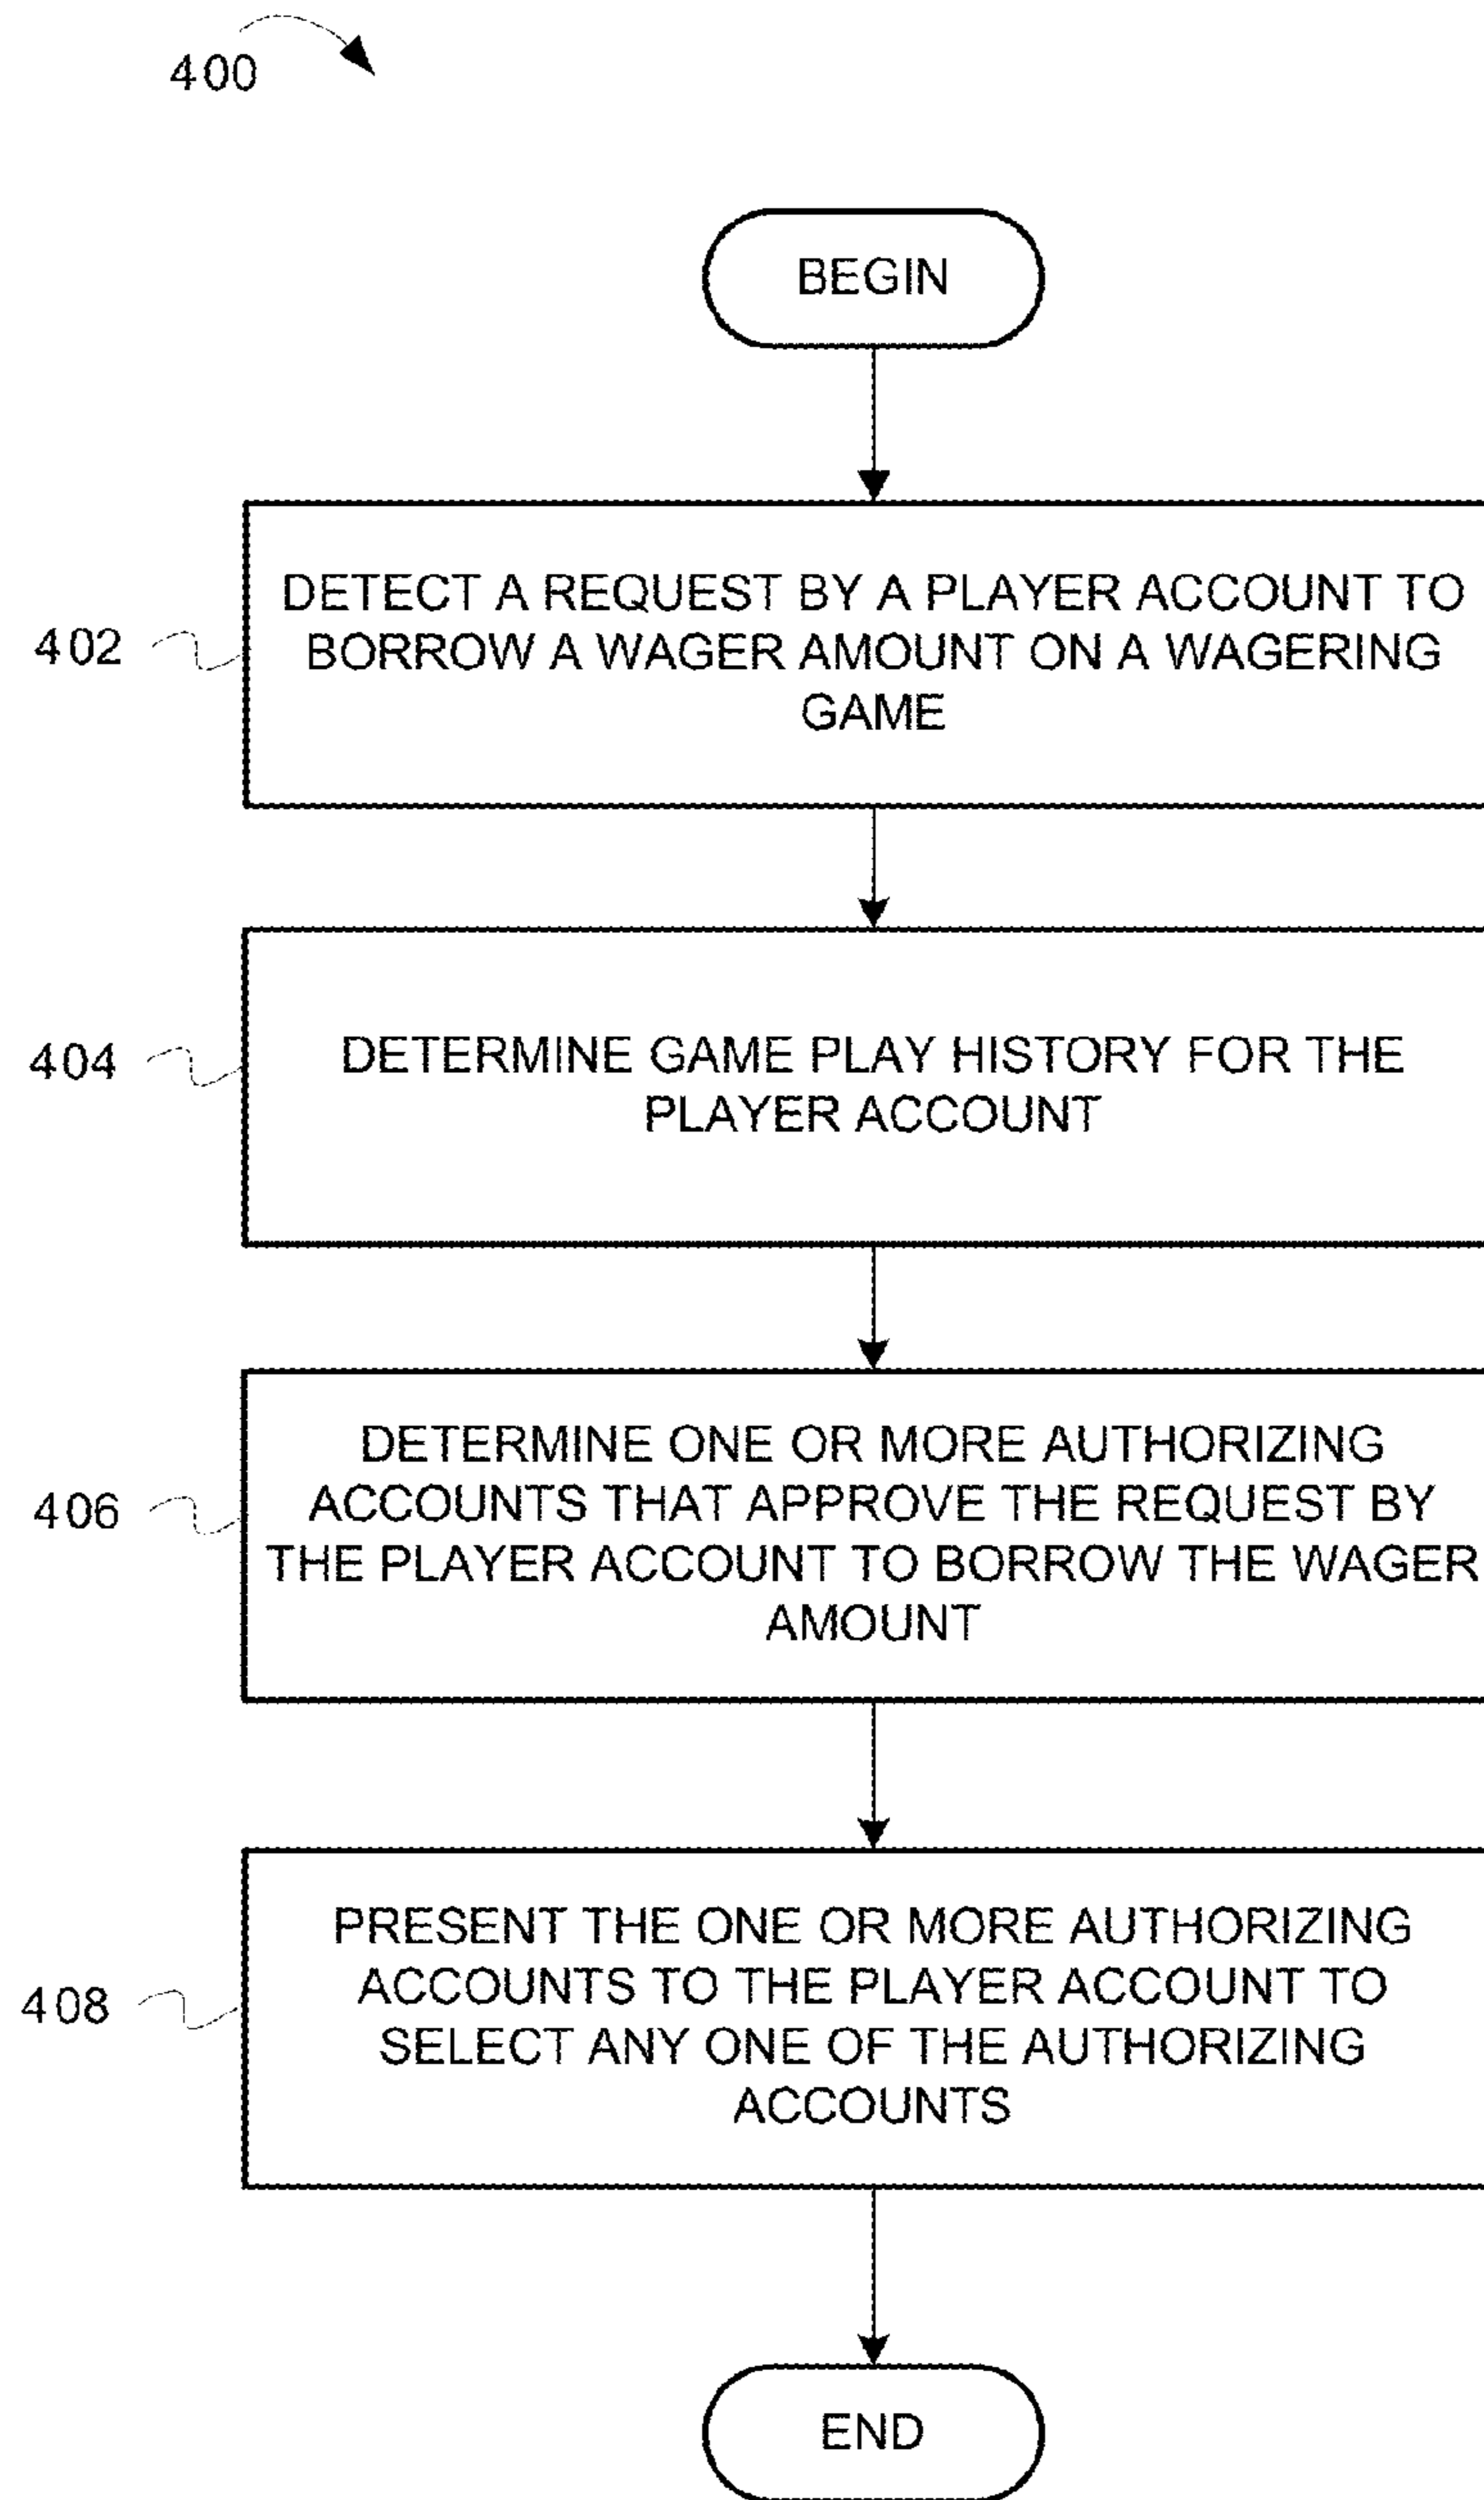 400
BEGIN
402
DETECT A REQUEST BY A PLAYER ACCOUNT TO
BORROW A WAGER AMOUNT ON A WAGERING
GAME
404
DETERMINE GAME PLAY HISTORY FOR THE
PLAYER ACCOUNT
406
DETERMINE ONE OR MORE AUTHORIZING
ACCOUNTS THAT APPROVE THE REQUEST BY
THE PLAYER ACCOUNT TO BORROW THE WAGER
AMOUNT
408
PRESENT THE ONE OR MORE AUTHORIZING
ACCOUNTS TO THE PLAYER ACCOUNT TO
SELECT ANY ONE OF THE AUTHORIZING
ACCOUNTS
END